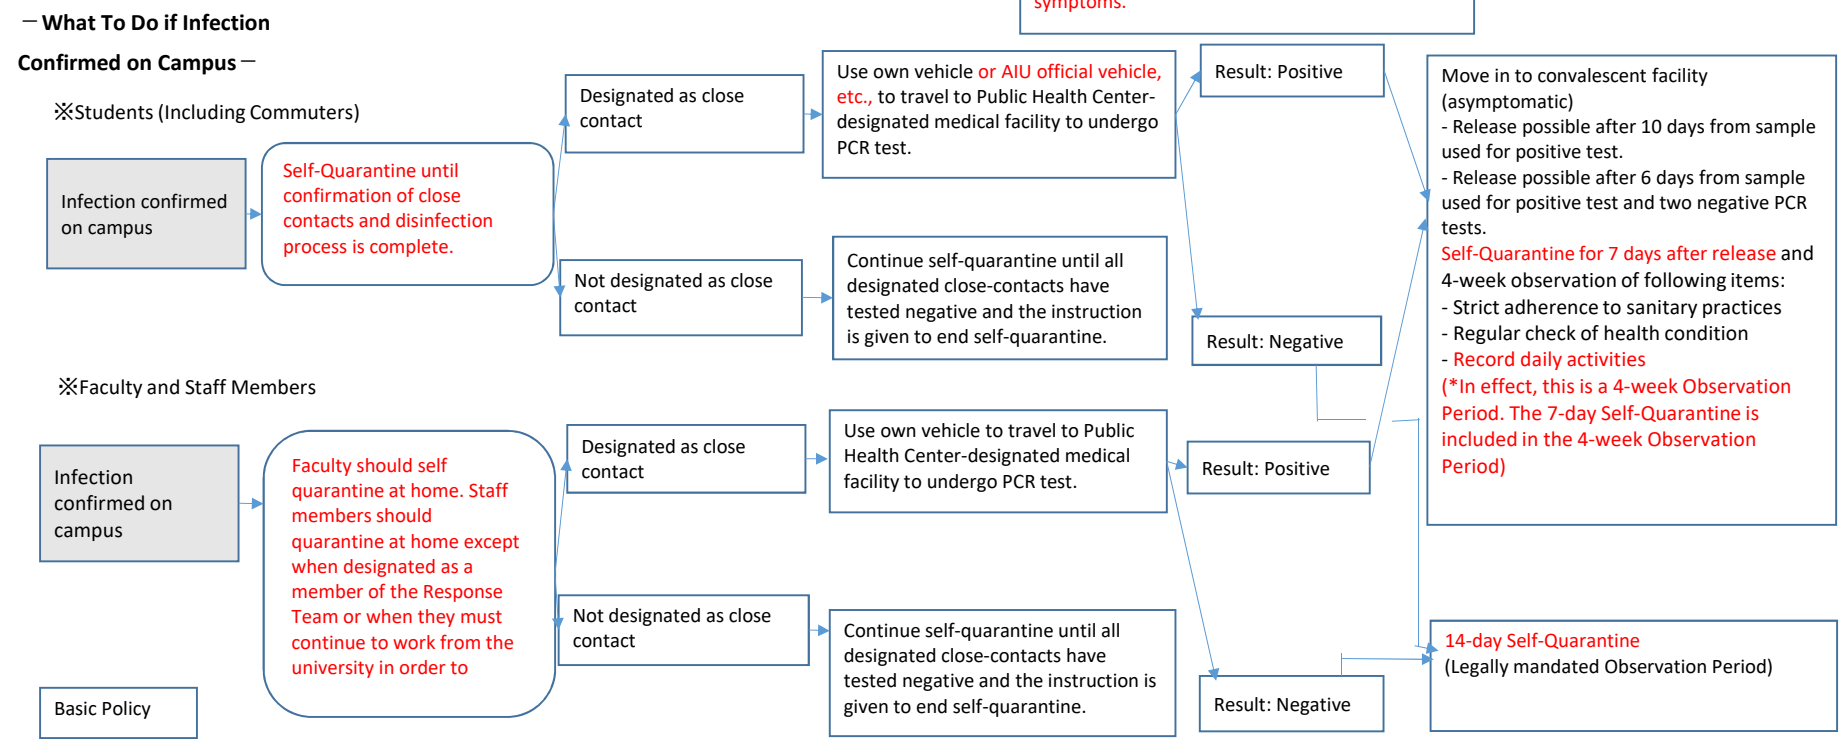 symptoms.
－What To Do if Infection
Confirmed on Campus－
※Students (Including Commuters)
Infection confirmed
on campus
Self-Quarantine until
confirmation of close
contacts and disinfection
process is complete.
Designated as close
contact
Use own vehicle or AIU official vehicle,
etc., to travel to Public Health Center-
designated medical facility to undergo
PCR test.
Result: Positive
Not designated as close
contact
Continue self-quarantine until all
designated close-contacts have
tested negative and the instruction
is given to end self-quarantine.
Result: Negative
Move in to convalescent facility
(asymptomatic)
- Release possible after 10 days from sample
used for positive test.
- Release possible after 6 days from sample
used for positive test and two negative PCR
tests.
Self-Quarantine for 7 days after release and
4-week observation of following items:
- Strict adherence to sanitary practices
- Regular check of health condition
- Record daily activities
(*In effect, this is a 4-week Observation
Period. The 7-day Self-Quarantine is
included in the 4-week Observation
Period)
※Faculty and Staff Members
Infection
confirmed on
campus
Faculty should self
quarantine at home. Staff
members should
quarantine at home except
when designated as a
member of the Response
Team or when they must
continue to work from the
university in order to
Designated as close
contact
Use own vehicle to travel to Public
Health Center-designated medical
facility to undergo PCR test.
Result: Positive
Not designated as close
contact
Continue self-quarantine until all
designated close-contacts have
tested negative and the instruction is
given to end self-quarantine.
Result: Negative
14-day Self-Quarantine
(Legally mandated Observation Period)
Basic Policy